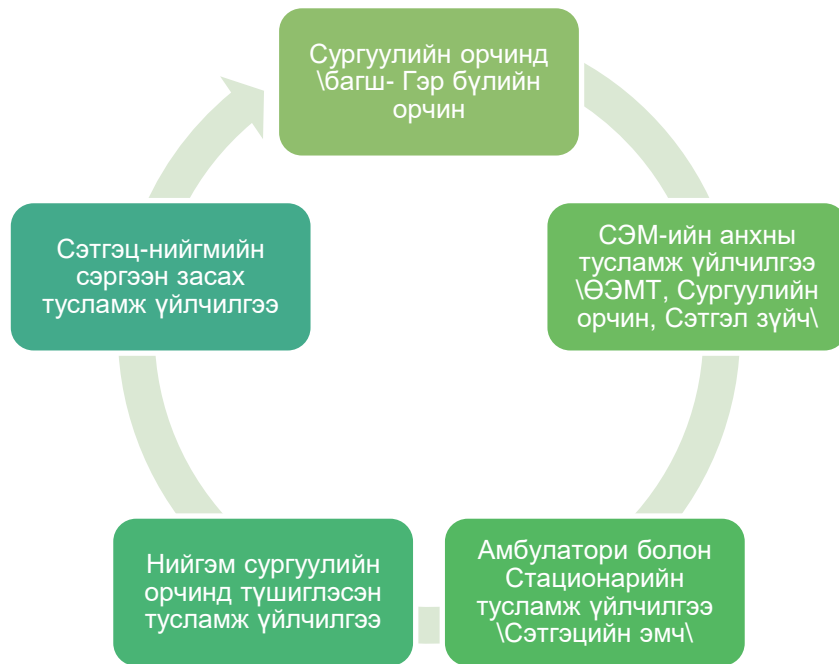 Сургуулийн орчинд
\багш- Гэр бүлийн
орчин
СЭМ-ийн анхны
тусламж үйлчилгээ
\ӨЭМТ, Сургуулийн
орчин, Сэтгэл зүйч\
Амбулатори болон
Стационарийн
тусламж үйлчилгээ
\Сэтгэцийн эмч\
Нийгэм сургуулийн
орчинд түшиглэсэн
тусламж үйлчилгээ
Сэтгэц-нийгмийн
сэргээн засах
тусламж үйлчилгээ